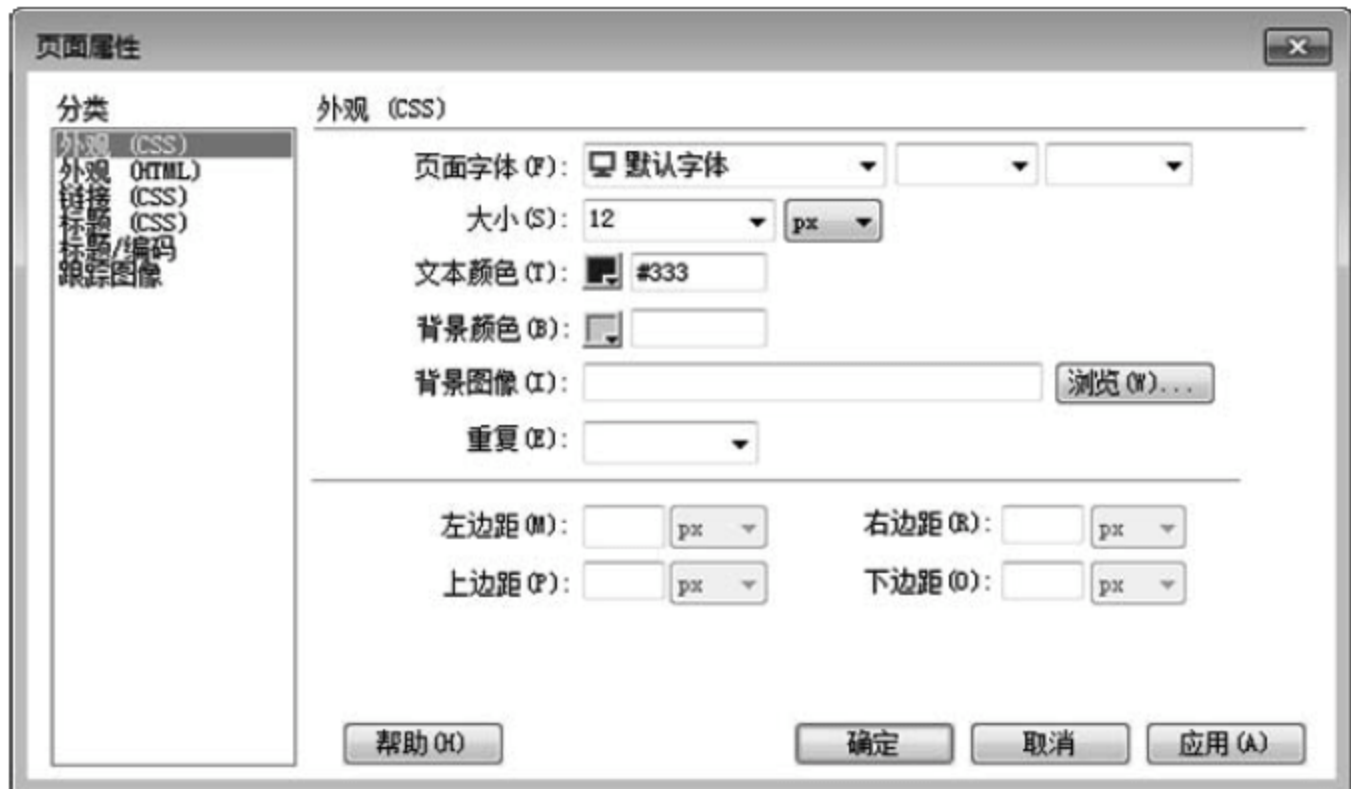 页面属性
分类
外观 (CSS)
外观 (HTML)
链接 (CSS)
标题 (CSS)
标题/编码
跟踪图像
外观 (CSS)
页面字体(F): 默认字体
大小(S): 12 px
文本颜色(T): #333
背景颜色(B):
背景图像(I): 浏览(W)...
重复(E):
左边距(M): px 右边距(R): px
上边距(P): px 下边距(O): px
帮助(H) 确定 取消 应用(A)